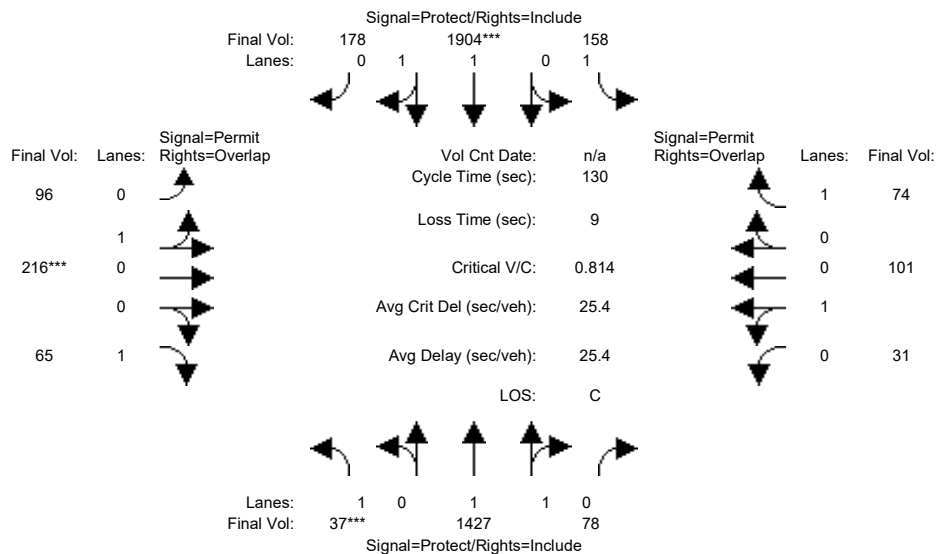 Signal=Protect/Rights=Include
Final Vol: 178 1904*** 158
Lanes: 0 1 1 0 1
Signal=Permit
Final Vol: Lanes: Rights=Overlap
Vol Cnt Date: n/a
Signal=Permit
Rights=Overlap Lanes: Final Vol:
Cycle Time (sec): 130
96 0
1 74
Loss Time (sec): 9
1
0
216*** 0
Critical V/C: 0.814
0 101
0
Avg Crit Del (sec/veh): 25.4
1
65 1
Avg Delay (sec/veh): 25.4
0 31
LOS: C
Lanes: 1 0 1 1 0
Final Vol: 37*** 1427 78
Signal=Protect/Rights=Include